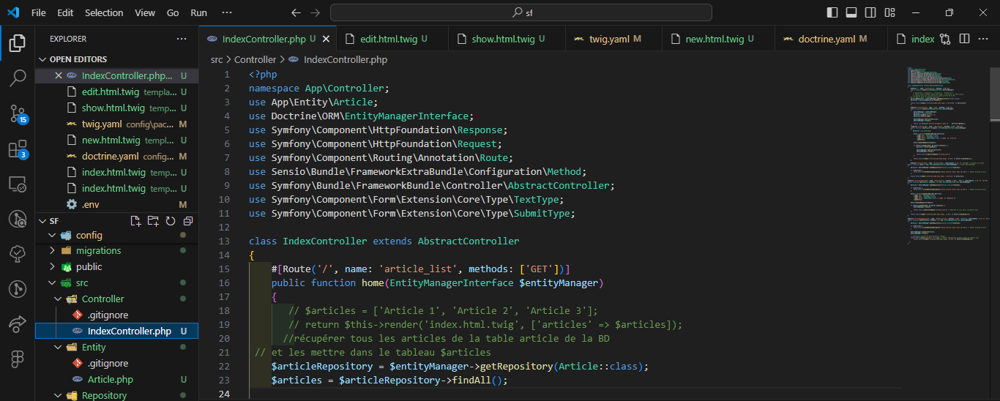 File Edit Selection View Go Run ··· sf
EXPLORER ···
OPEN EDITORS
IndexController.php... U
edit.html.twig templa... U
show.html.twig temp... U
twig.yaml config\pac... M
new.html.twig templ... U
doctrine.yaml config... M
index.html.twig temp... U
index.html.twig temp... U
.env M
SF
config
migrations
public
src
Controller
.gitignore
IndexController.php U
Entity
.gitignore
Article.php U
Repository
15
3
IndexController.php U edit.html.twig U show.html.twig U twig.yaml M new.html.twig U doctrine.yaml M index
src > Controller > IndexController.php
1 <?php
2 namespace App\Controller;
3 use App\Entity\Article;
4 use Doctrine\ORM\EntityManagerInterface;
5 use Symfony\Component\HttpFoundation\Response;
6 use Symfony\Component\HttpFoundation\Request;
7 use Symfony\Component\Routing\Annotation\Route;
8 use Sensio\Bundle\FrameworkExtraBundle\Configuration\Method;
9 use Symfony\Bundle\FrameworkBundle\Controller\AbstractController;
10 use Symfony\Component\Form\Extension\Core\Type\TextType;
11 use Symfony\Component\Form\Extension\Core\Type\SubmitType;
12
13 class IndexController extends AbstractController
14 {
15 #[Route('/', name: 'article_list', methods: ['GET'])]
16 public function home(EntityManagerInterface $entityManager)
17 {
18 // $articles = ['Article 1', 'Article 2', 'Article 3'];
19 // return $this->render('index.html.twig', ['articles' => $articles]);
20 //récupérer tous les articles de la table article de la BD
21 // et les mettre dans le tableau $articles
22 $articleRepository = $entityManager->getRepository(Article::class);
23 $articles = $articleRepository->findAll();
24